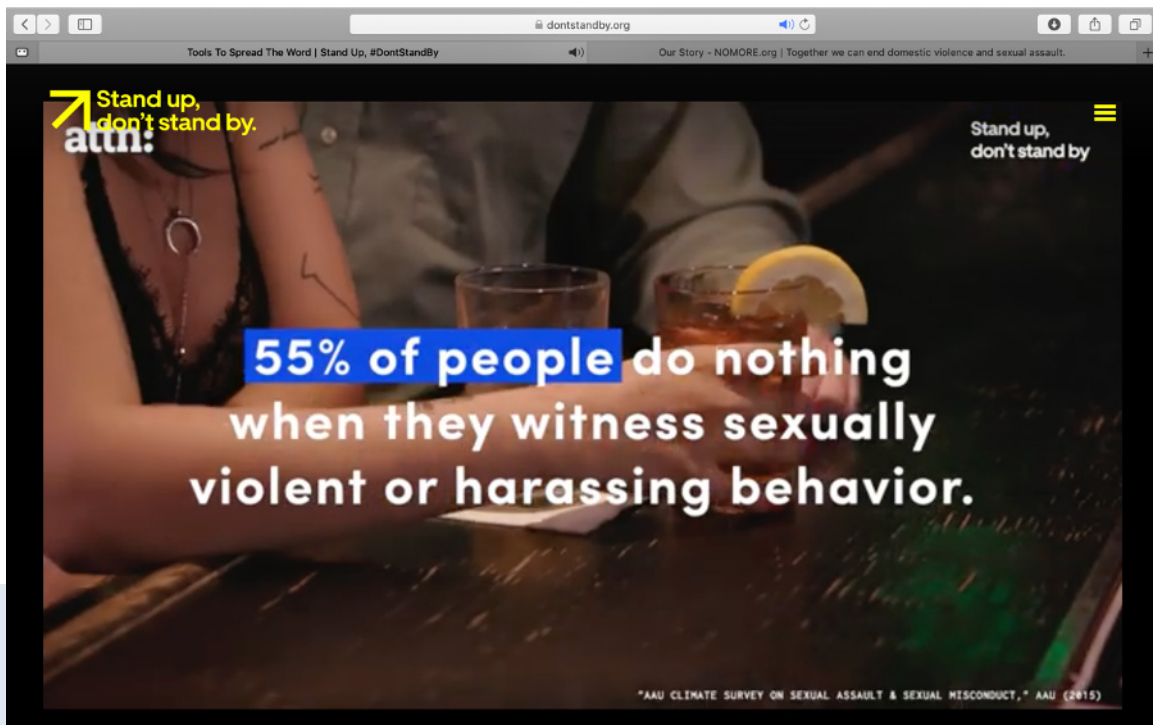 dontstandby.org
Tools To Spread The Word | Stand Up, #DontStandBy
Our Story - NOMORE.org | Together we can end domestic violence and sexual assault.
Stand up,
don't stand by.
attn:
Stand up,
don't stand by
55% of people do nothing
when they witness sexually
violent or harassing behavior.
"AAU CLIMATE SURVEY ON SEXUAL ASSAULT & SEXUAL MISCONDUCT," AAU (2015)